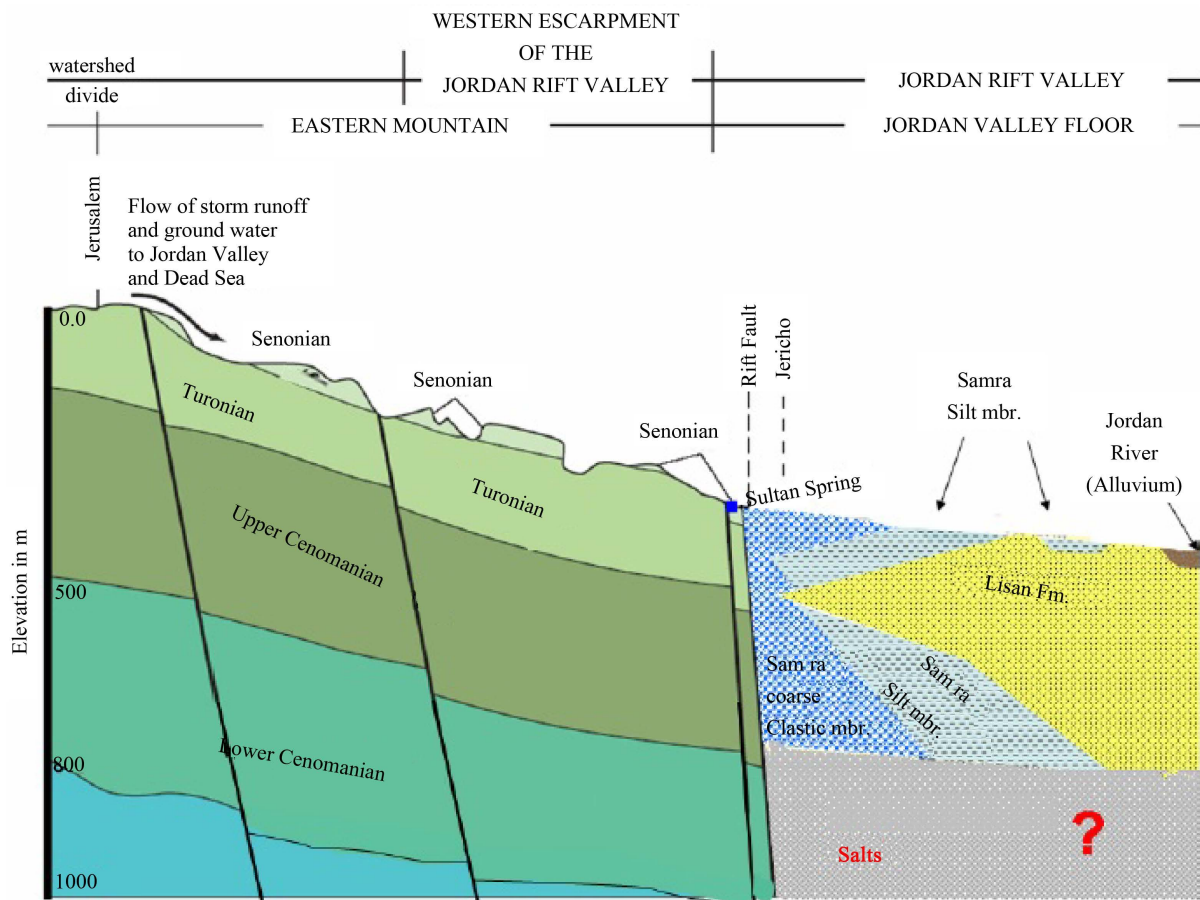 WESTERN ESCARPMENT
OF THE
JORDAN RIFT VALLEY
watershed
divide
JORDAN RIFT VALLEY
EASTERN MOUNTAIN
JORDAN VALLEY FLOOR
Jerusalem
Flow of storm runoff
and ground water
to Jordan Valley
and Dead Sea
0.0
Senonian
Senonian
Senonian
Rift Fault
Jericho
Samra
Silt mbr.
Jordan
River
(Alluvium)
Turonian
Turonian
Sultan Spring
Upper Cenomanian
Elevation in m
500
Lisan Fm.
Sam ra
coarse
Clastic mbr.
Sam ra
Silt mbr.
Lower Cenomanian
800
Salts
?
1000